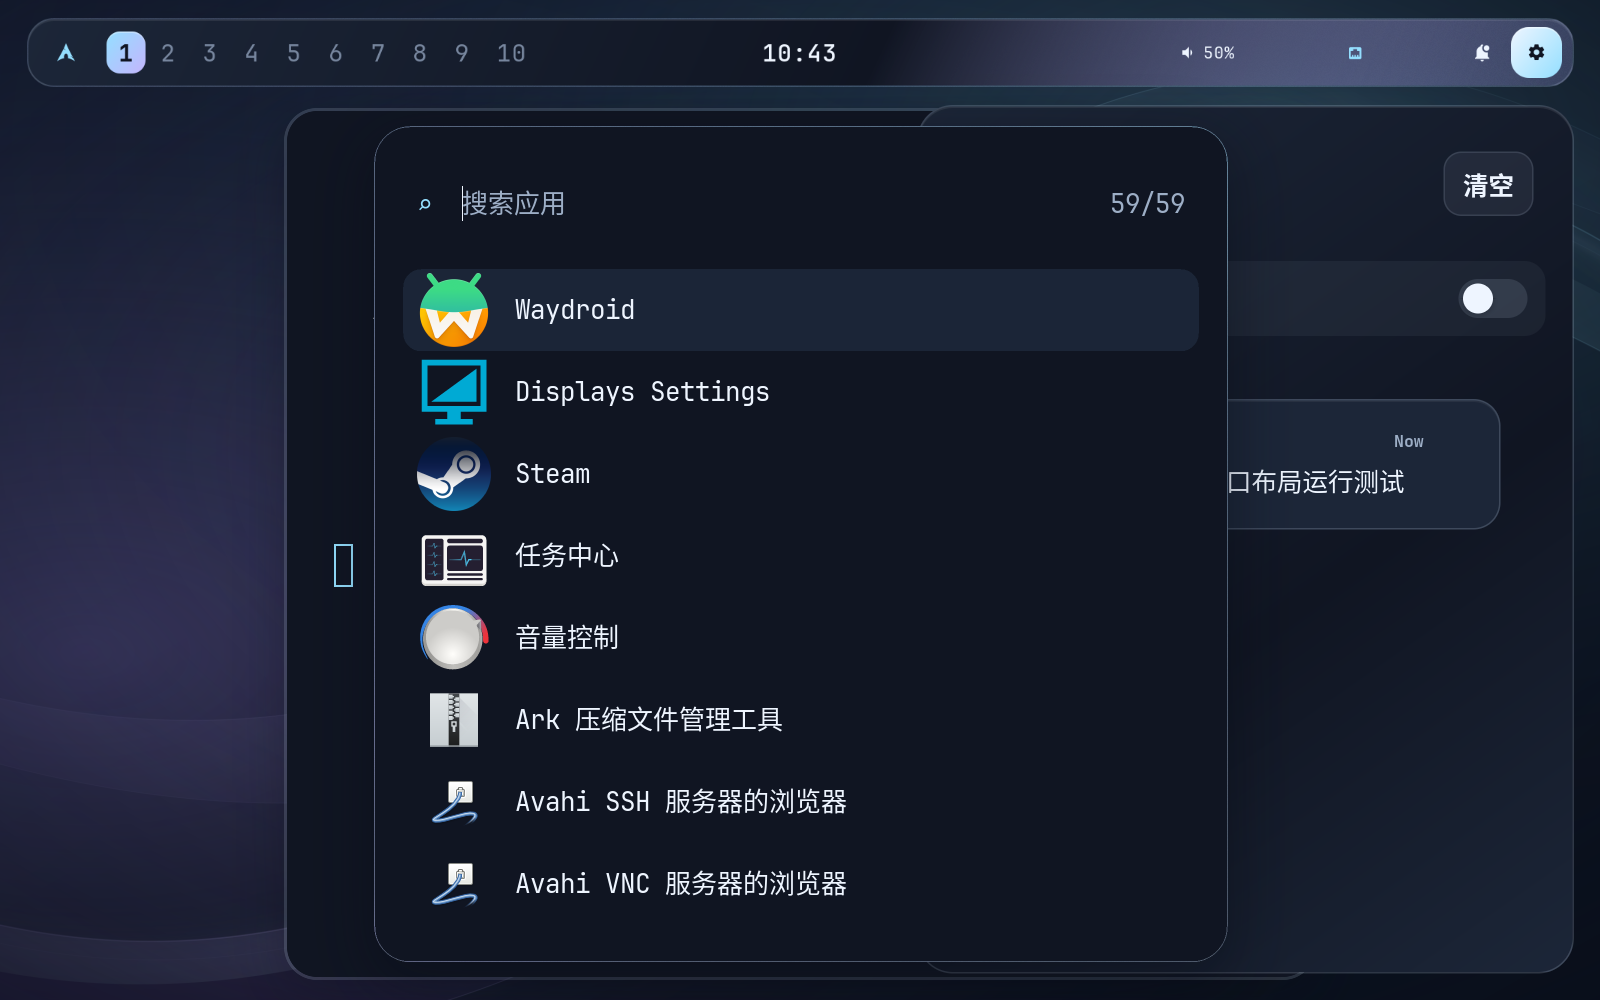 1 2 3 4 5 6 7 8 9 10
10:43
50%
清空
搜索应用
59/59
Waydroid
Displays Settings
Steam
Now
口布局运行测试
任务中心
音量控制
Ark 压缩文件管理工具
Avahi SSH 服务器的浏览器
Avahi VNC 服务器的浏览器